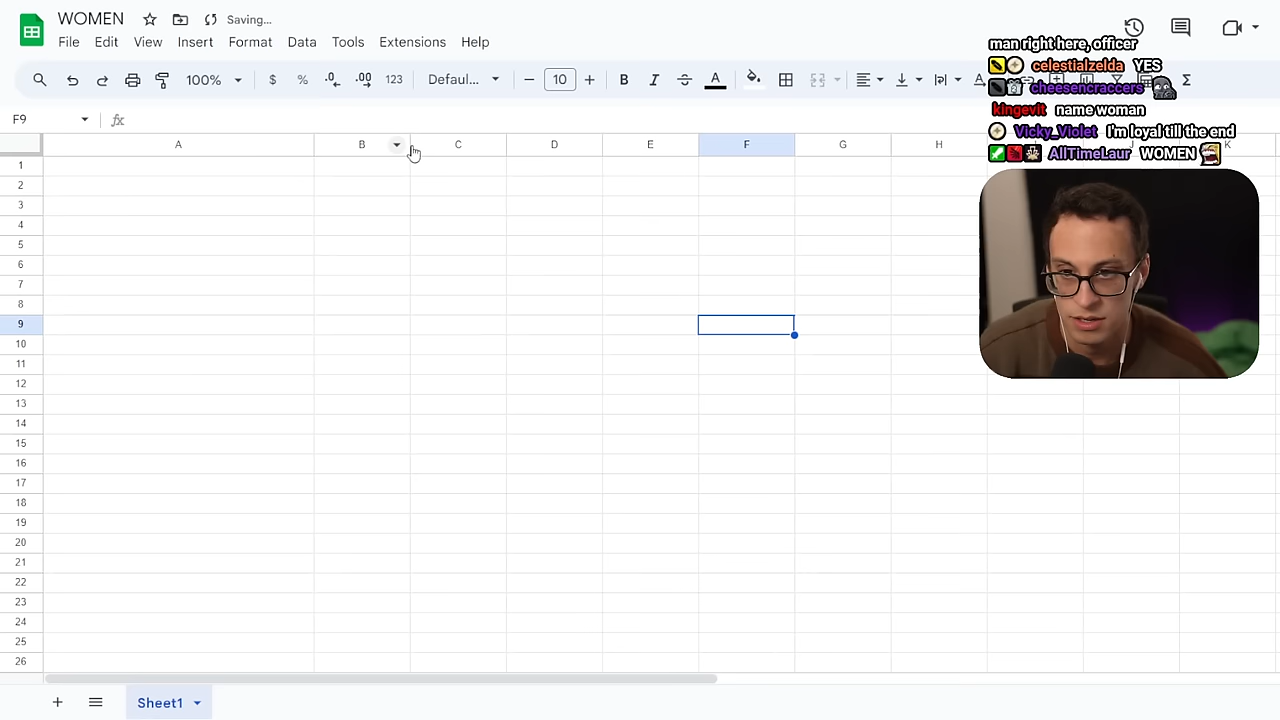 WOMEN Saving...
File Edit View Insert Format Data Tools Extensions Help
100% $ % .0 .00 123 Defaul... 10 B I A Σ
F9 fx
A B C D E F G H J K
1
2
3
4
5
6
7
8
9
10
11
12
13
14
15
16
17
18
19
20
21
22
23
24
25
26
man right here, officer
celestialzelda YES
cheesencraccers
kingevit name woman
Vicky_Violet I'm loyal till the end
AllTimeLaur WOMEN
Sheet1